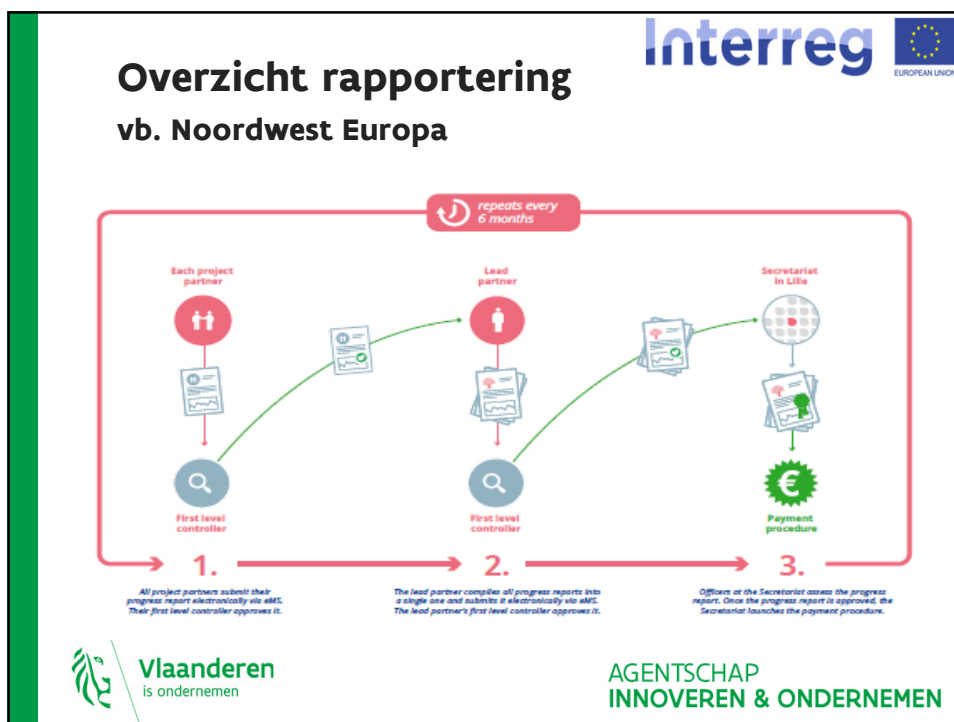 Interreg
EUROPEAN UNION
Overzicht rapportering
vb. Noordwest Europa
repeats every
6 months
Each project
partner
Lead
partner
Secretariat
in Lille
First level
controller
First level
controller
€
Payment
procedure
1.
2.
3.
All project partners submit their
progress report electronically via eMS.
Their first level controller approves it.
The lead partner compiles all progress reports into
a single one and submits it electronically via eMS.
The lead partner's first level controller approves it.
Officers at the Secretariat assess the progress
report. Once the progress report is approved, the
Secretariat launches the payment procedure.
Vlaanderen
is ondernemen
AGENTSCHAP
INNOVEREN & ONDERNEMEN